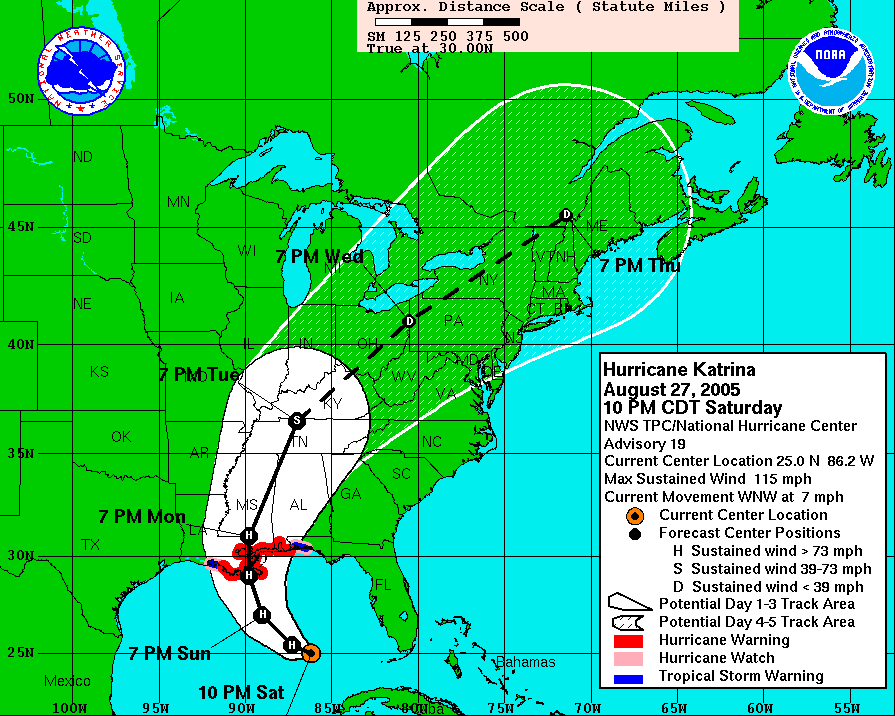 Approx. Distance Scale ( Statute Miles )
SM 125 250 375 500
True at 30.00N
NATIONAL WEATHER SERVICE
NOAA
50N
ND
MN
45N
ME
SD
WI
MI
VT NH
7 PM Wed
7 PM Thu
NY
MA
NE
IA
CT RI
PA
NJ
40N
IL
IN
OH
MD
DE
KS
7 PM Tue
MO
WV
KY
VA
OK
TN
NC
35N
AR
SC
GA
MS
AL
7 PM Mon
LA
TX
30N
FL
7 PM Sun
25N
Bahamas
Mexico
10 PM Sat
Cuba
100W 95W 90W 85W 80W 75W 70W 65W 60W 55W
D
D
S
H
H
H
H
Hurricane Katrina
August 27, 2005
10 PM CDT Saturday
NWS TPC/National Hurricane Center
Advisory 19
Current Center Location 25.0 N 86.2 W
Max Sustained Wind 115 mph
Current Movement WNW at 7 mph
Current Center Location
Forecast Center Positions
H Sustained wind > 73 mph
S Sustained wind 39-73 mph
D Sustained wind < 39 mph
Potential Day 1-3 Track Area
Potential Day 4-5 Track Area
Hurricane Warning
Hurricane Watch
Tropical Storm Warning